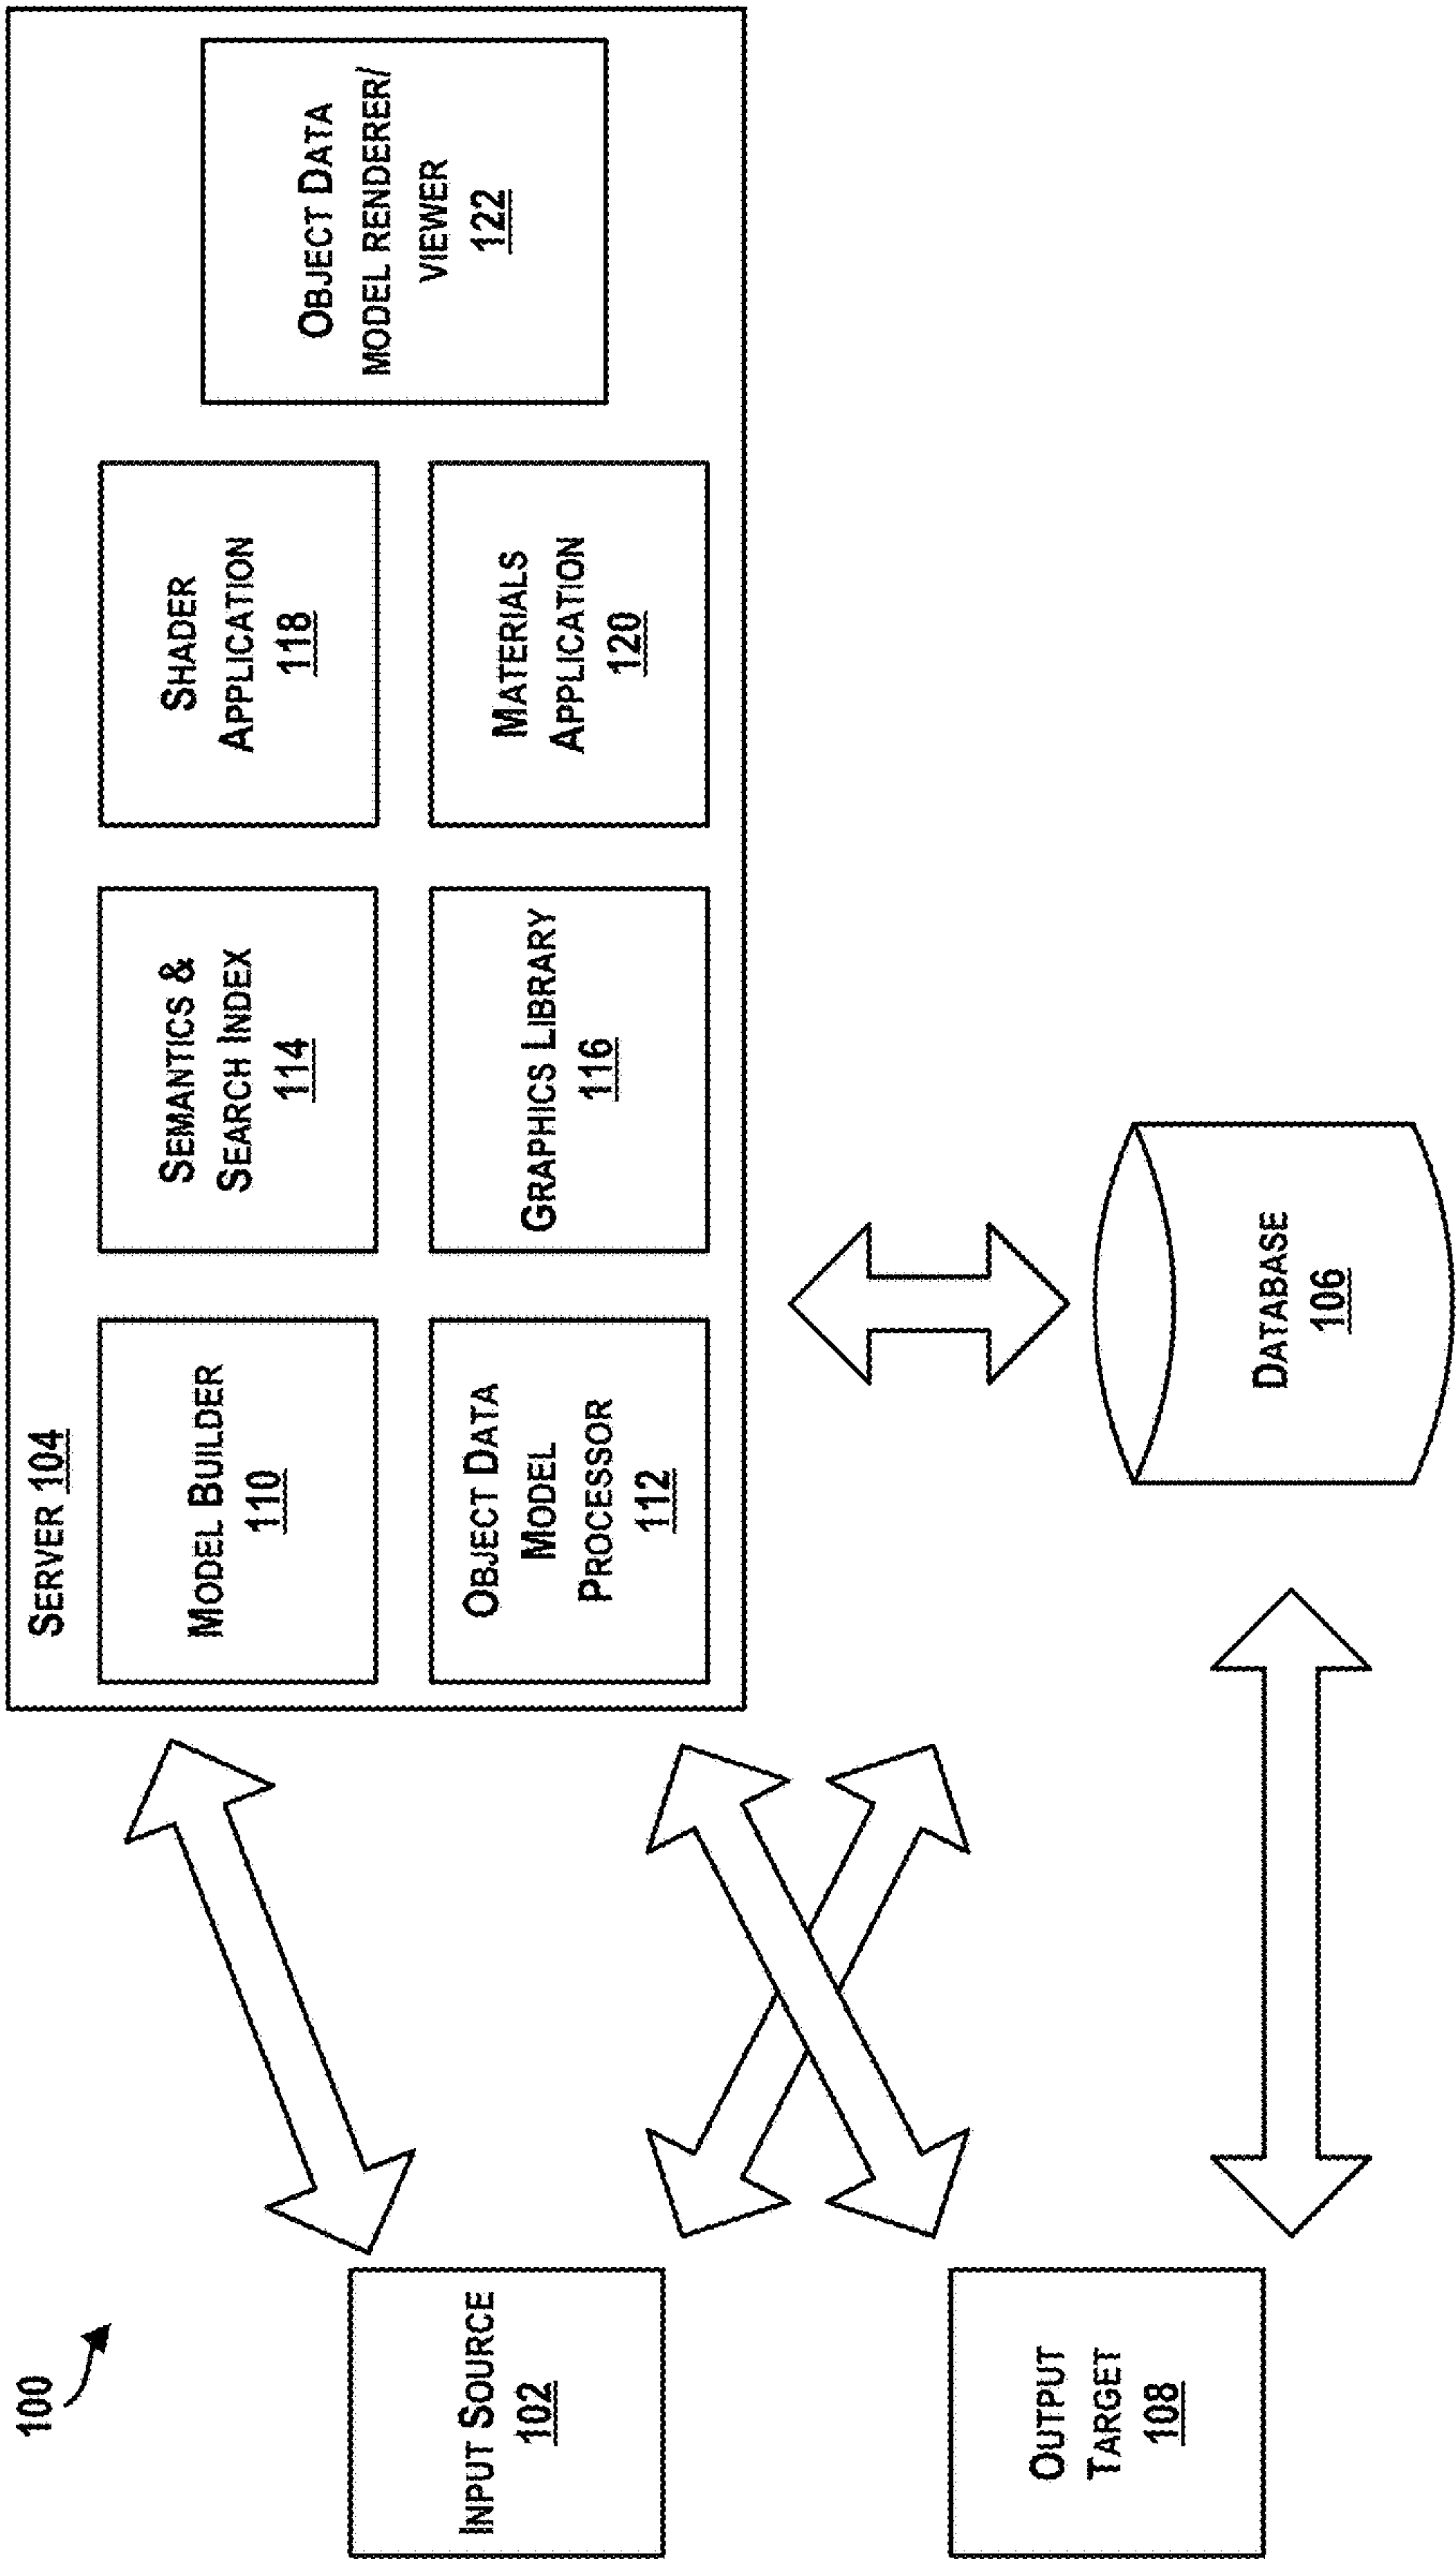 100
INPUT SOURCE
102
OUTPUT
TARGET
108
SERVER 104
MODEL BUILDER
110
SEMANTICS &
SEARCH INDEX
114
SHADER
APPLICATION
118
OBJECT DATA
MODEL
PROCESSOR
112
GRAPHICS LIBRARY
116
MATERIALS
APPLICATION
120
OBJECT DATA
MODEL RENDERER/
VIEWER
122
DATABASE
106